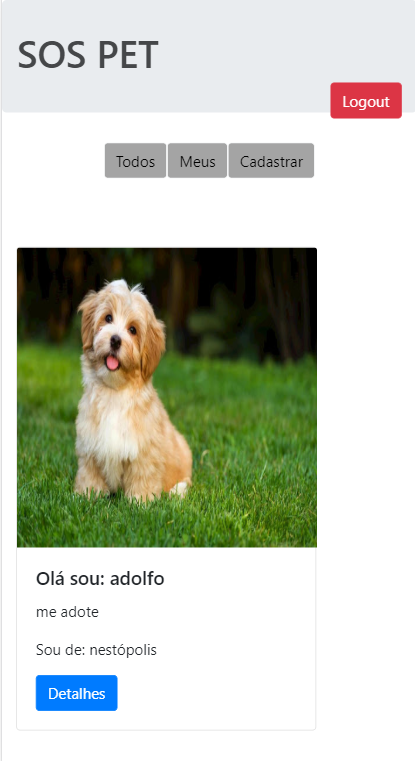 SOS PET
Logout
Todos Meus Cadastrar
Olá sou: adolfo
me adote
Sou de: nestópolis
Detalhes